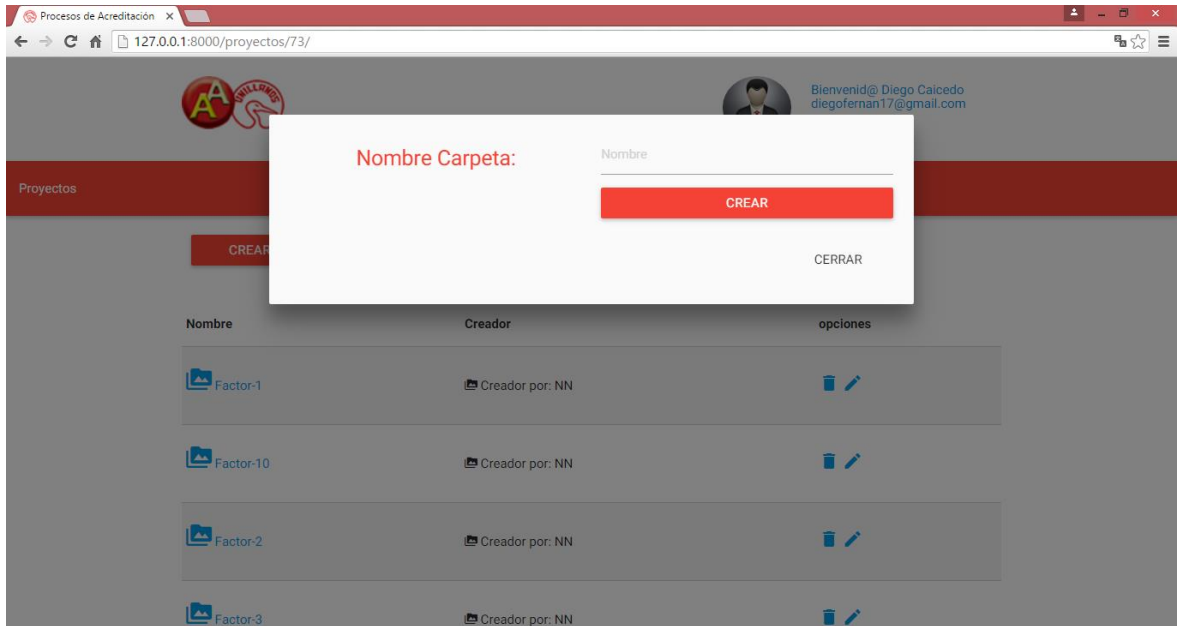 Procesos de Acreditación
127.0.0.1:8000/proyectos/73/
AA UNILLANOS
Bienvenid@ Diego Caicedo
diegofernan17@gmail.com
Proyectos
Nombre Carpeta:
Nombre
CREAR
CERRAR
CREAR
Nombre Creador opciones
Factor-1 Creador por: NN
Factor-10 Creador por: NN
Factor-2 Creador por: NN
Factor-3 Creador por: NN